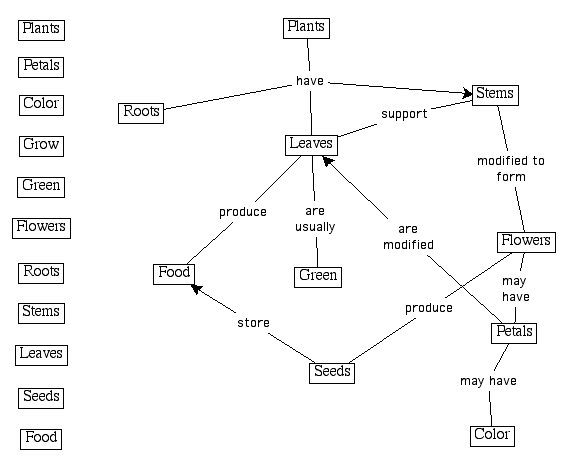 Plants
Petals
Color
Grow
Green
Flowers
Roots
Stems
Leaves
Seeds
Food
Plants
have
Stems
Roots
support
Leaves
modified to
form
produce
are
usually
are
modified
Flowers
Food
Green
may
have
store
produce
Petals
Seeds
may have
Color